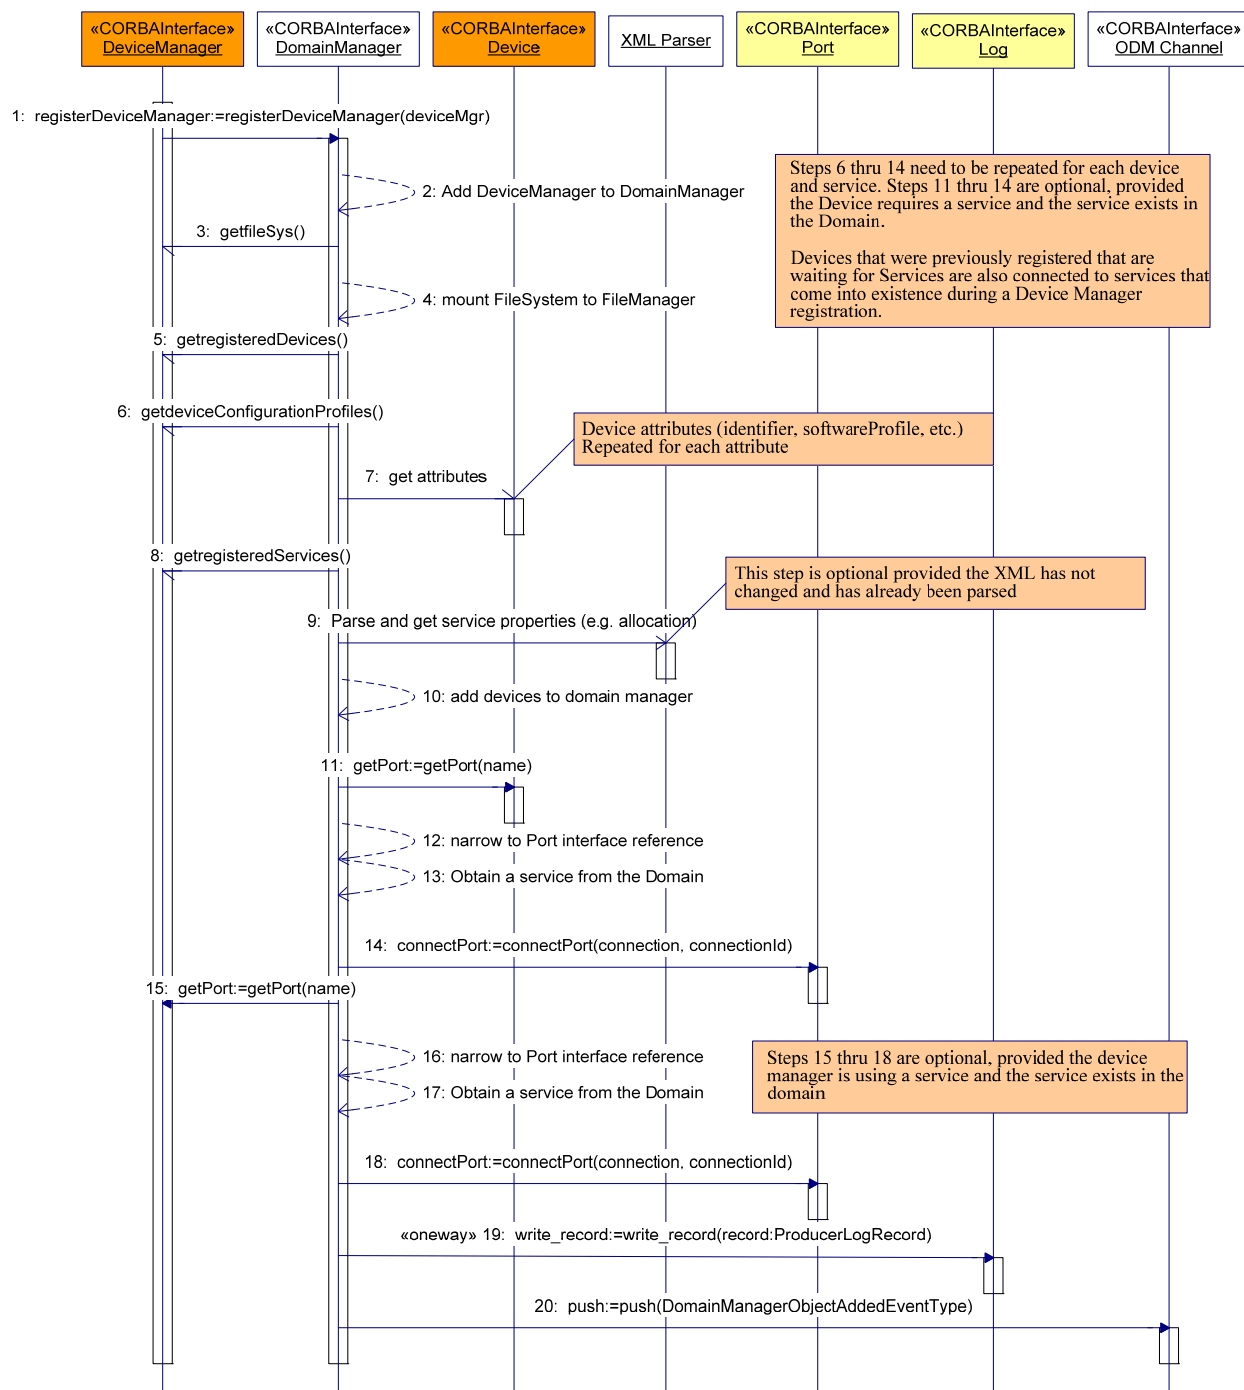 «CORBAInterface»
DeviceManager
«CORBAInterface»
DomainManager
«CORBAInterface»
Device
XML Parser
«CORBAInterface»
Port
«CORBAInterface»
Log
«CORBAInterface»
ODM Channel
1: registerDeviceManager:=registerDeviceManager(deviceMgr)
Steps 6 thru 14 need to be repeated for each device
and service. Steps 11 thru 14 are optional, provided
the Device requires a service and the service exists in
the Domain.
Devices that were previously registered that are
waiting for Services are also connected to services that
come into existence during a Device Manager
registration.
2: Add DeviceManager to DomainManager
3: getfileSys()
4: mount FileSystem to FileManager
5: getregisteredDevices()
6: getdeviceConfigurationProfiles()
Device attributes (identifier, softwareProfile, etc.)
Repeated for each attribute
7: get attributes
8: getregisteredServices()
This step is optional provided the XML has not
changed and has already been parsed
9: Parse and get service properties (e.g. allocation)
10: add devices to domain manager
11: getPort:=getPort(name)
12: narrow to Port interface reference
13: Obtain a service from the Domain
14: connectPort:=connectPort(connection, connectionId)
15: getPort:=getPort(name)
16: narrow to Port interface reference
17: Obtain a service from the Domain
Steps 15 thru 18 are optional, provided the device
manager is using a service and the service exists in the
domain
18: connectPort:=connectPort(connection, connectionId)
«oneway» 19: write_record:=write_record(record:ProducerLogRecord)
20: push:=push(DomainManagerObjectAddedEventType)